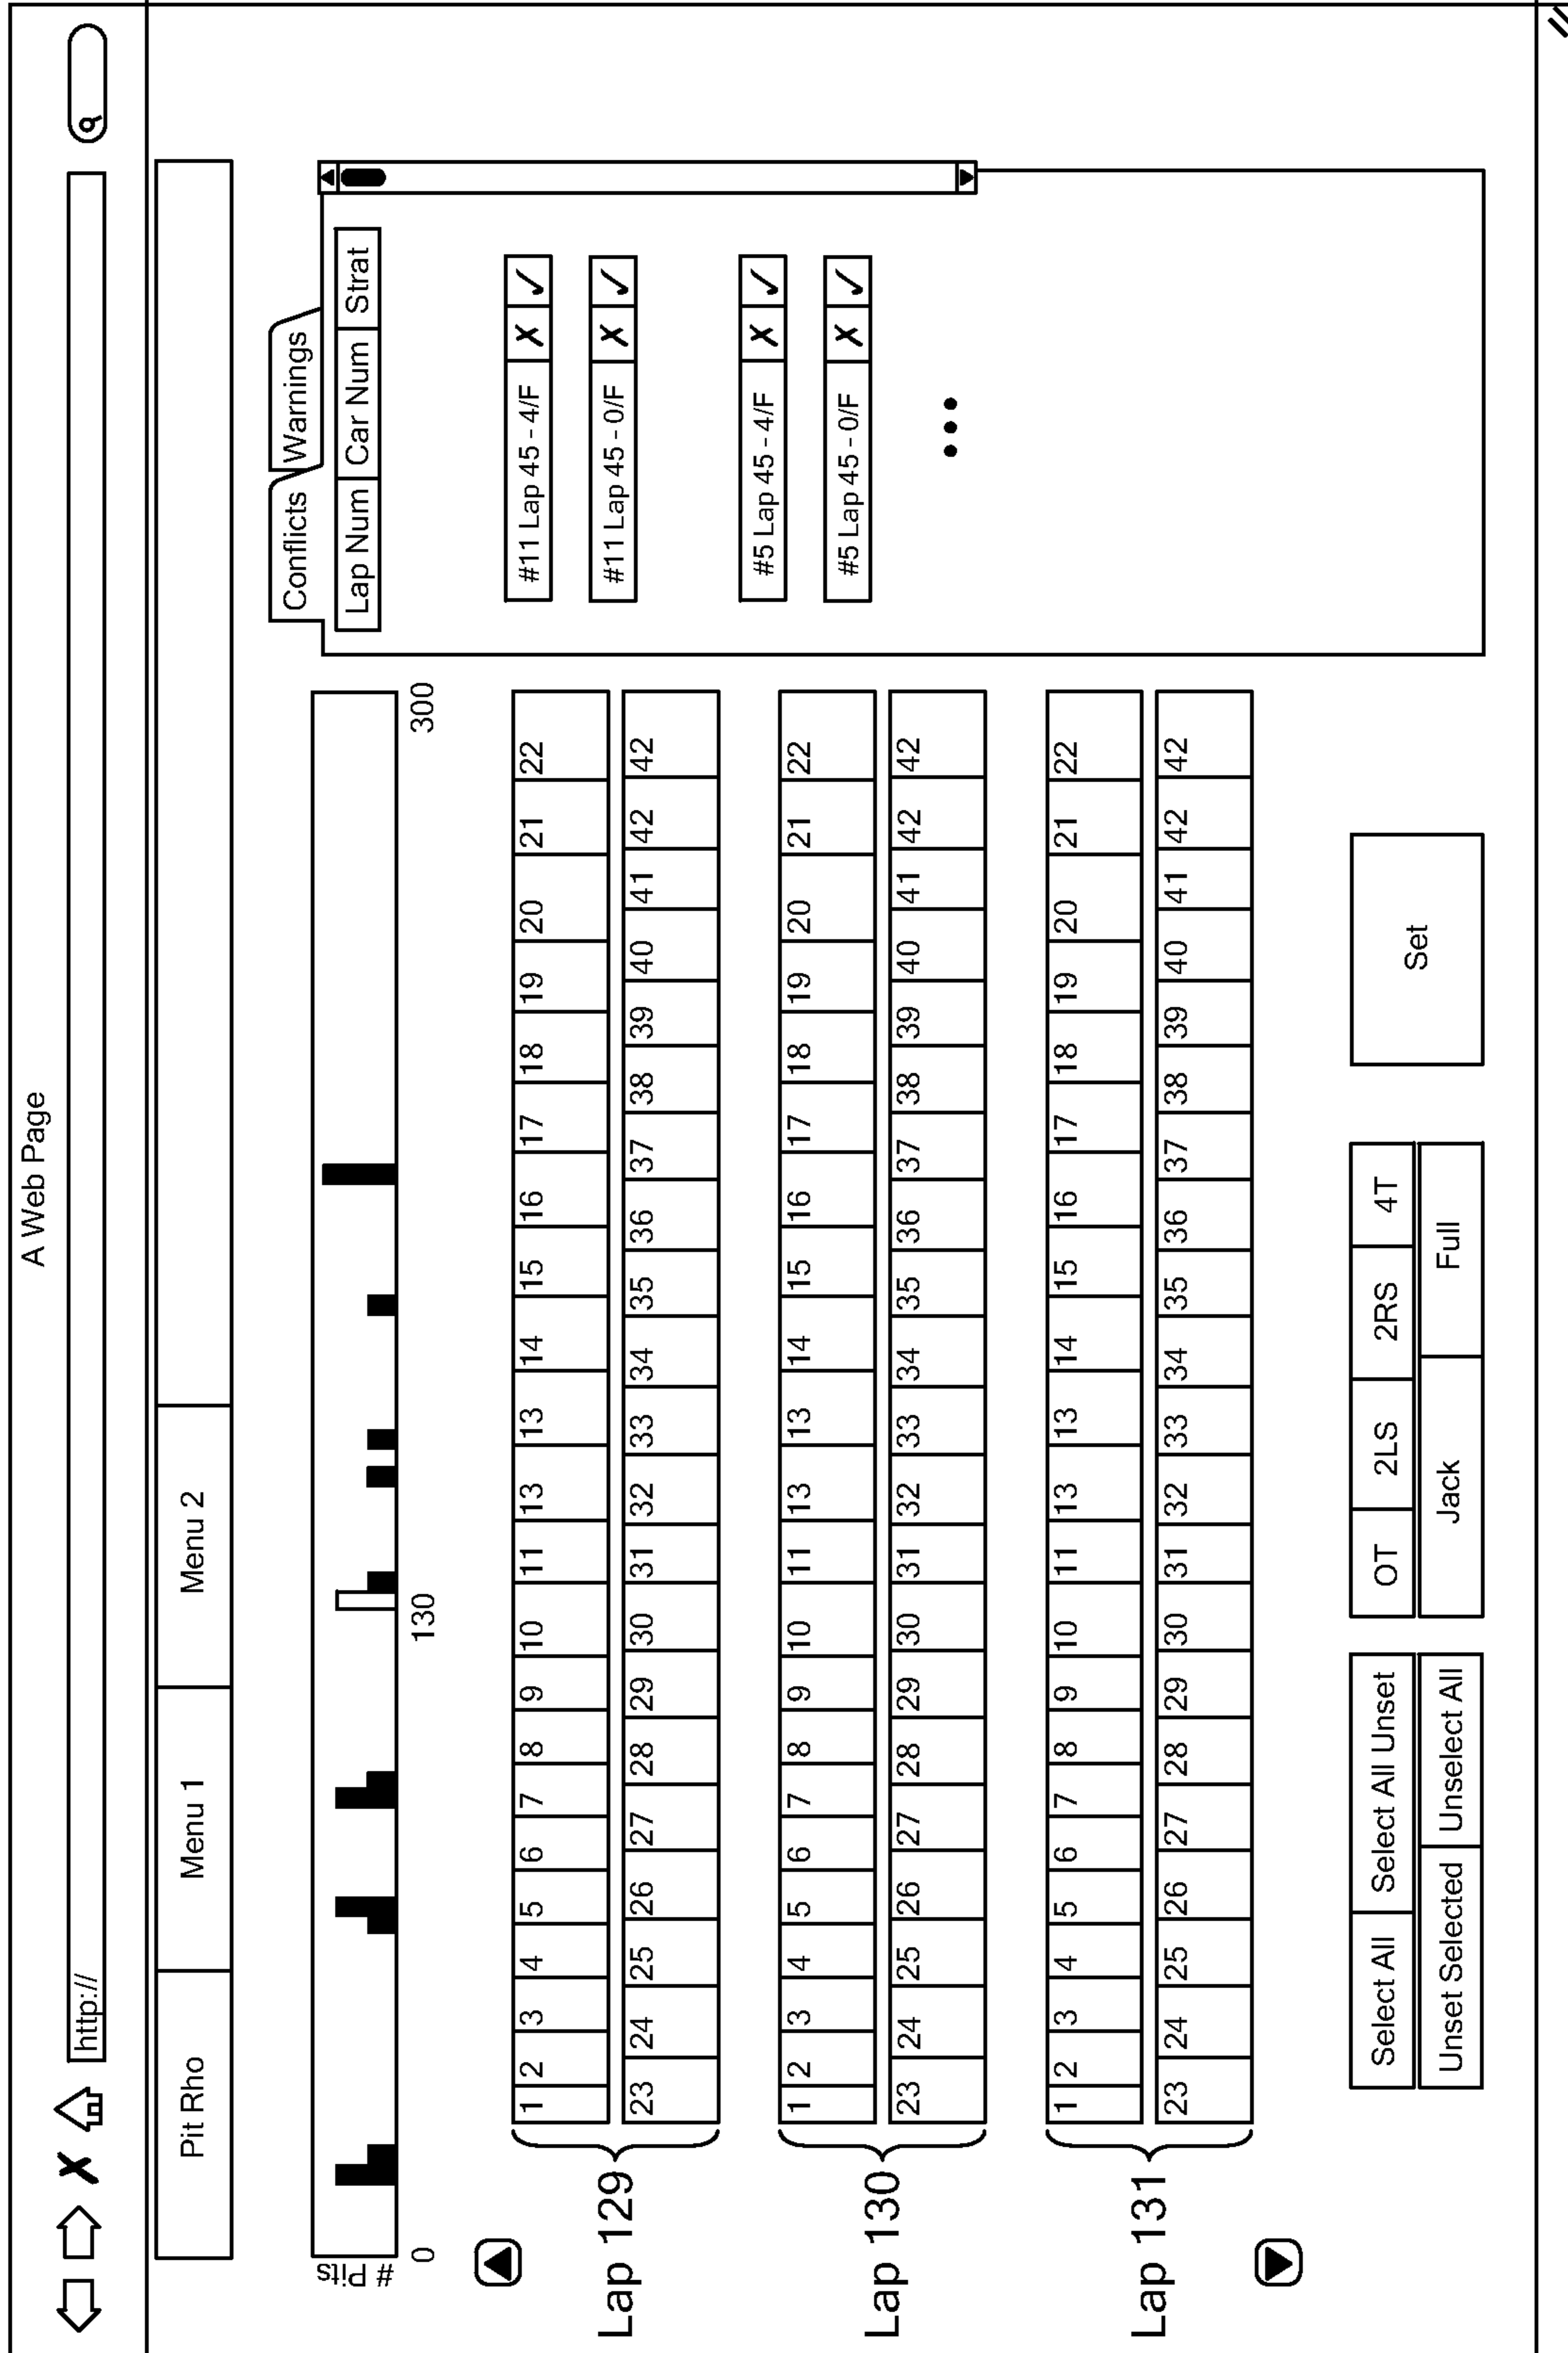 A Web Page
http://
Pit Rho Menu 1 Menu 2
# Pits
0 130 300
Conflicts Warnings
Lap Num Car Num Strat
#11 Lap 45 - 4/F X ✓
#11 Lap 45 - 0/F X ✓
#5 Lap 45 - 4/F X ✓
#5 Lap 45 - 0/F X ✓
•••
Lap 129
1 2 3 4 5 6 7 8 9 10 11 13 13 14 15 16 17 18 19 20 21 22
23 24 25 26 27 28 29 30 31 32 33 34 35 36 37 38 39 40 41 42 42
Lap 130
1 2 3 4 5 6 7 8 9 10 11 13 13 14 15 16 17 18 19 20 21 22
23 24 25 26 27 28 29 30 31 32 33 34 35 36 37 38 39 40 41 42 42
Lap 131
1 2 3 4 5 6 7 8 9 10 11 13 13 14 15 16 17 18 19 20 21 22
23 24 25 26 27 28 29 30 31 32 33 34 35 36 37 38 39 40 41 42 42
Select All Select All Unset
Unset Selected Unselect All
OT 2LS 2RS 4T
Jack Full
Set